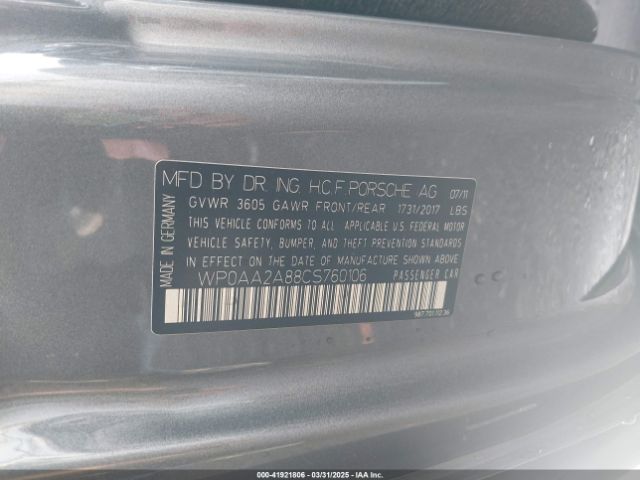 MFD BY DR. ING. H.C.F. PORSCHE AG 07/11
GVWR 3605 GAWR FRONT/REAR 1731/2017 LBS
THIS VEHICLE CONFORMS TO ALL APPLICABLE U.S. FEDERAL MOTOR
VEHICLE SAFETY, BUMPER, AND THEFT PREVENTION STANDARDS
IN EFFECT ON THE DATE OF MANUFACTURE SHOWN ABOVE
WP0AA2A88CS760106 PASSENGER CAR
MADE IN GERMANY
000-41921806 - 03/31/2025 - IAA Inc.